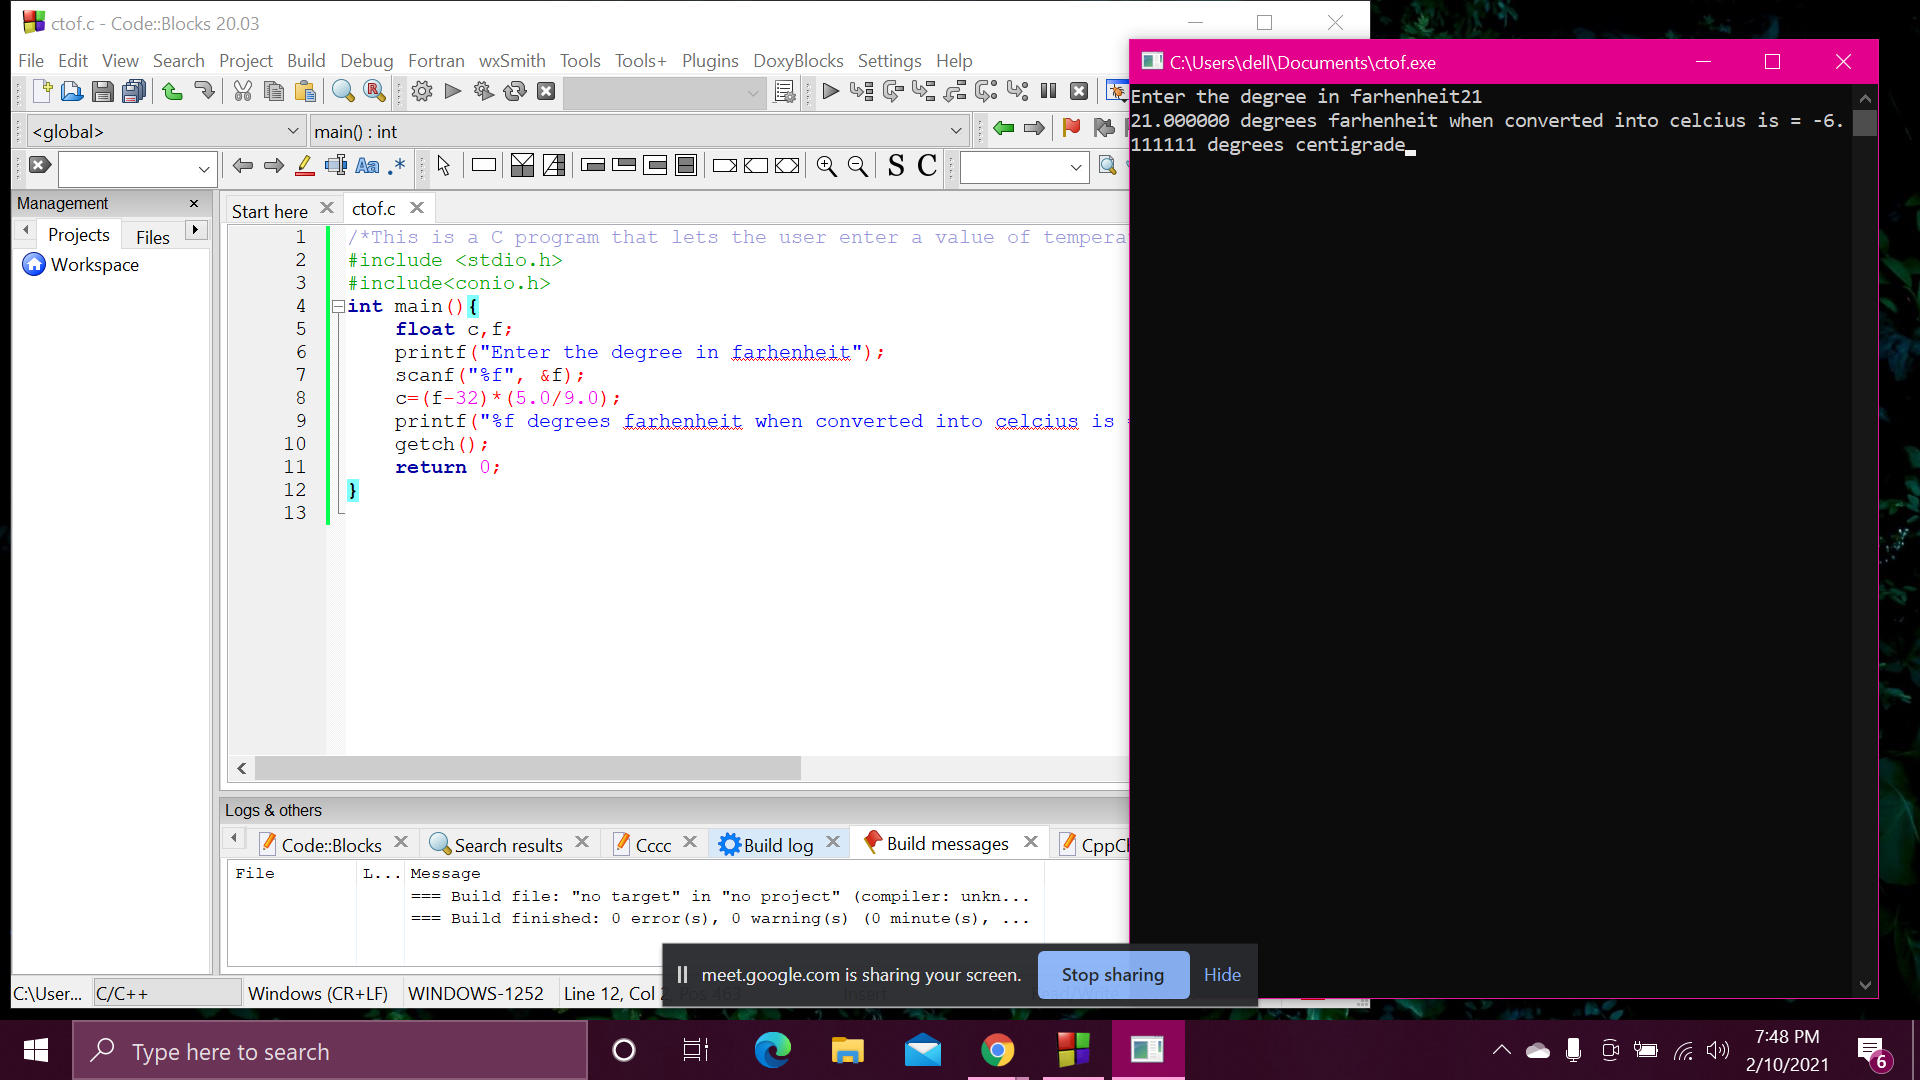 ctof.c - Code::Blocks 20.03
File Edit View Search Project Build Debug Fortran wxSmith Tools Tools+ Plugins DoxyBlocks Settings Help
<global>
main() : int
S C
Management
Projects
Files
Workspace
Start here
ctof.c
1 /*This is a C program that lets the user enter a value of tempera
2 #include <stdio.h>
3 #include<conio.h>
4 int main(){
5 float c,f;
6 printf("Enter the degree in farhenheit");
7 scanf("%f", &f);
8 c=(f-32)*(5.0/9.0);
9 printf("%f degrees farhenheit when converted into celcius is =
10 getch();
11 return 0;
12 }
13
Logs & others
Code::Blocks
Search results
Cccc
Build log
Build messages
CppCh
File L... Message
=== Build file: "no target" in "no project" (compiler: unkn...
=== Build finished: 0 error(s), 0 warning(s) (0 minute(s), ...
C:\User... C/C++ Windows (CR+LF) WINDOWS-1252 Line 12, Col 2, Pos 463 Insert Read/Write
C:\Users\dell\Documents\ctof.exe
Enter the degree in farhenheit21
21.000000 degrees farhenheit when converted into celcius is = -6.
111111 degrees centigrade
meet.google.com is sharing your screen.
Stop sharing
Hide
Type here to search
7:48 PM
2/10/2021
6